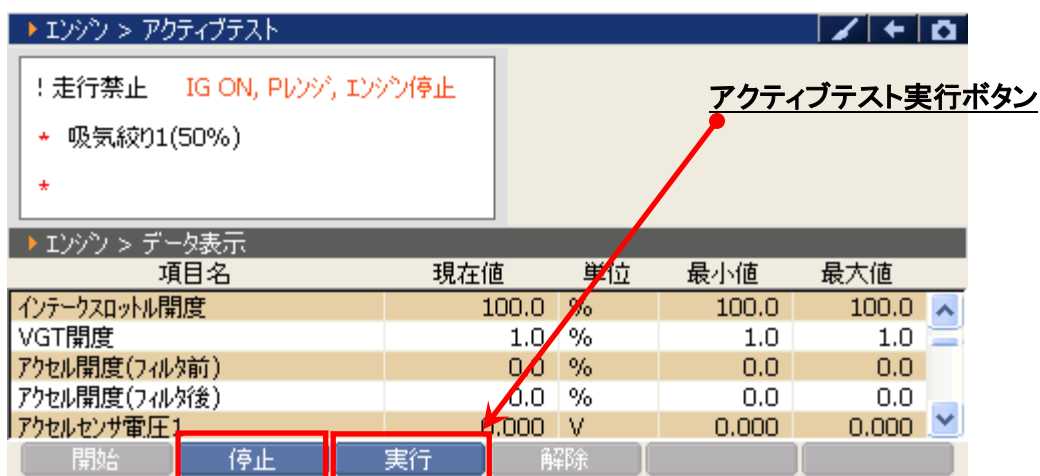 エンジン > アクティブテスト
! 走行禁止 IG ON, Pレンジ, エンジン停止
アクティブテスト実行ボタン
* 吸気絞り1(50%)
*
エンジン > データ表示
項目名 現在値 単位 最小値 最大値
インテークスロットル開度 100.0 % 100.0 100.0
VGT開度 1.0 % 1.0 1.0
アクセル開度(フィルタ前) 0.0 % 0.0 0.0
アクセル開度(フィルタ後) 0.0 % 0.0 0.0
アクセルセンサ電圧1 0.000 V 0.000 0.000
開始 停止 実行 解除